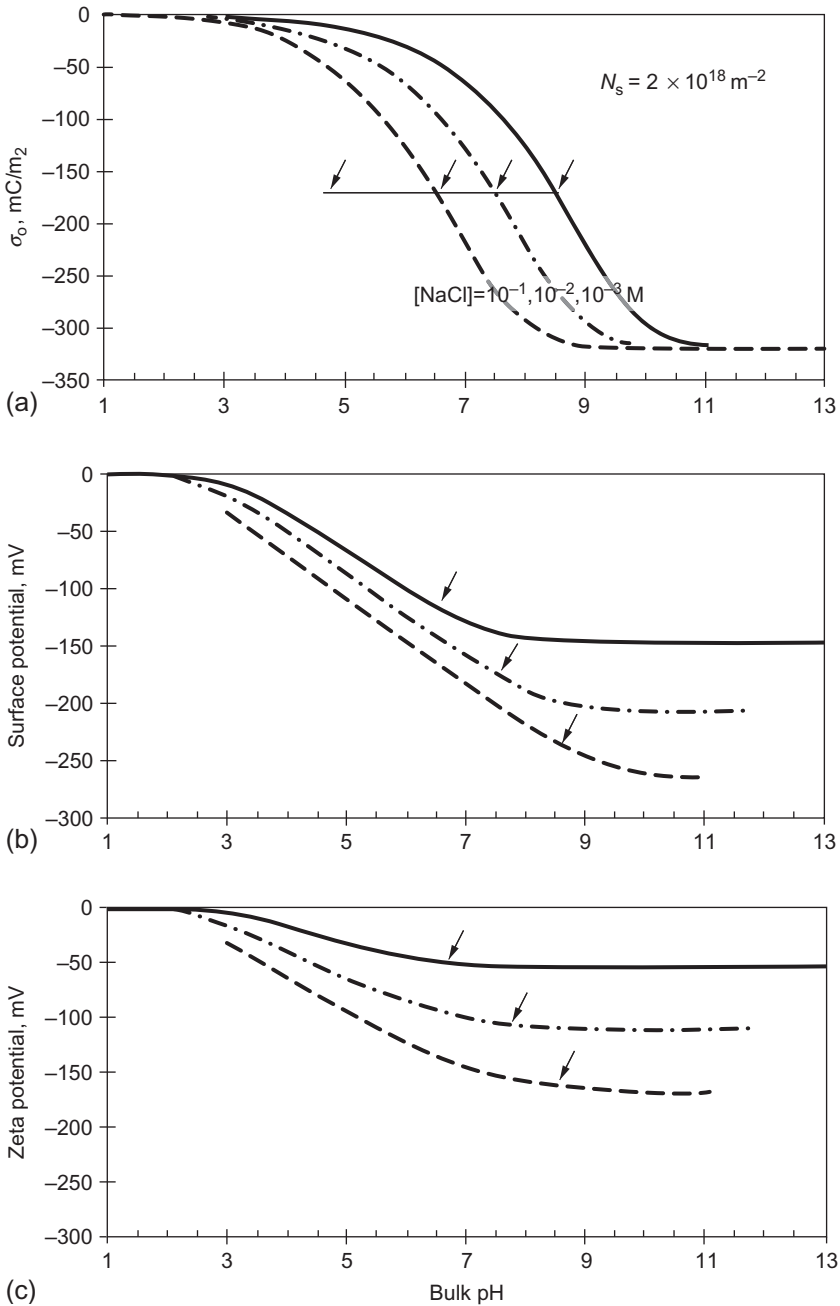 0
–50
–100
–150
–200
–250
–300
–350
σo, mC/m2
Ns = 2 × 10^18 m^–2
[NaCl]=10^–1,10^–2,10^–3 M
1 3 5 7 9 11 13
(a)
0
–50
–100
–150
–200
–250
–300
Surface potential, mV
1 3 5 7 9 11 13
(b)
0
–50
–100
–150
–200
–250
–300
Zeta potential, mV
1 3 5 7 9 11 13
Bulk pH
(c)